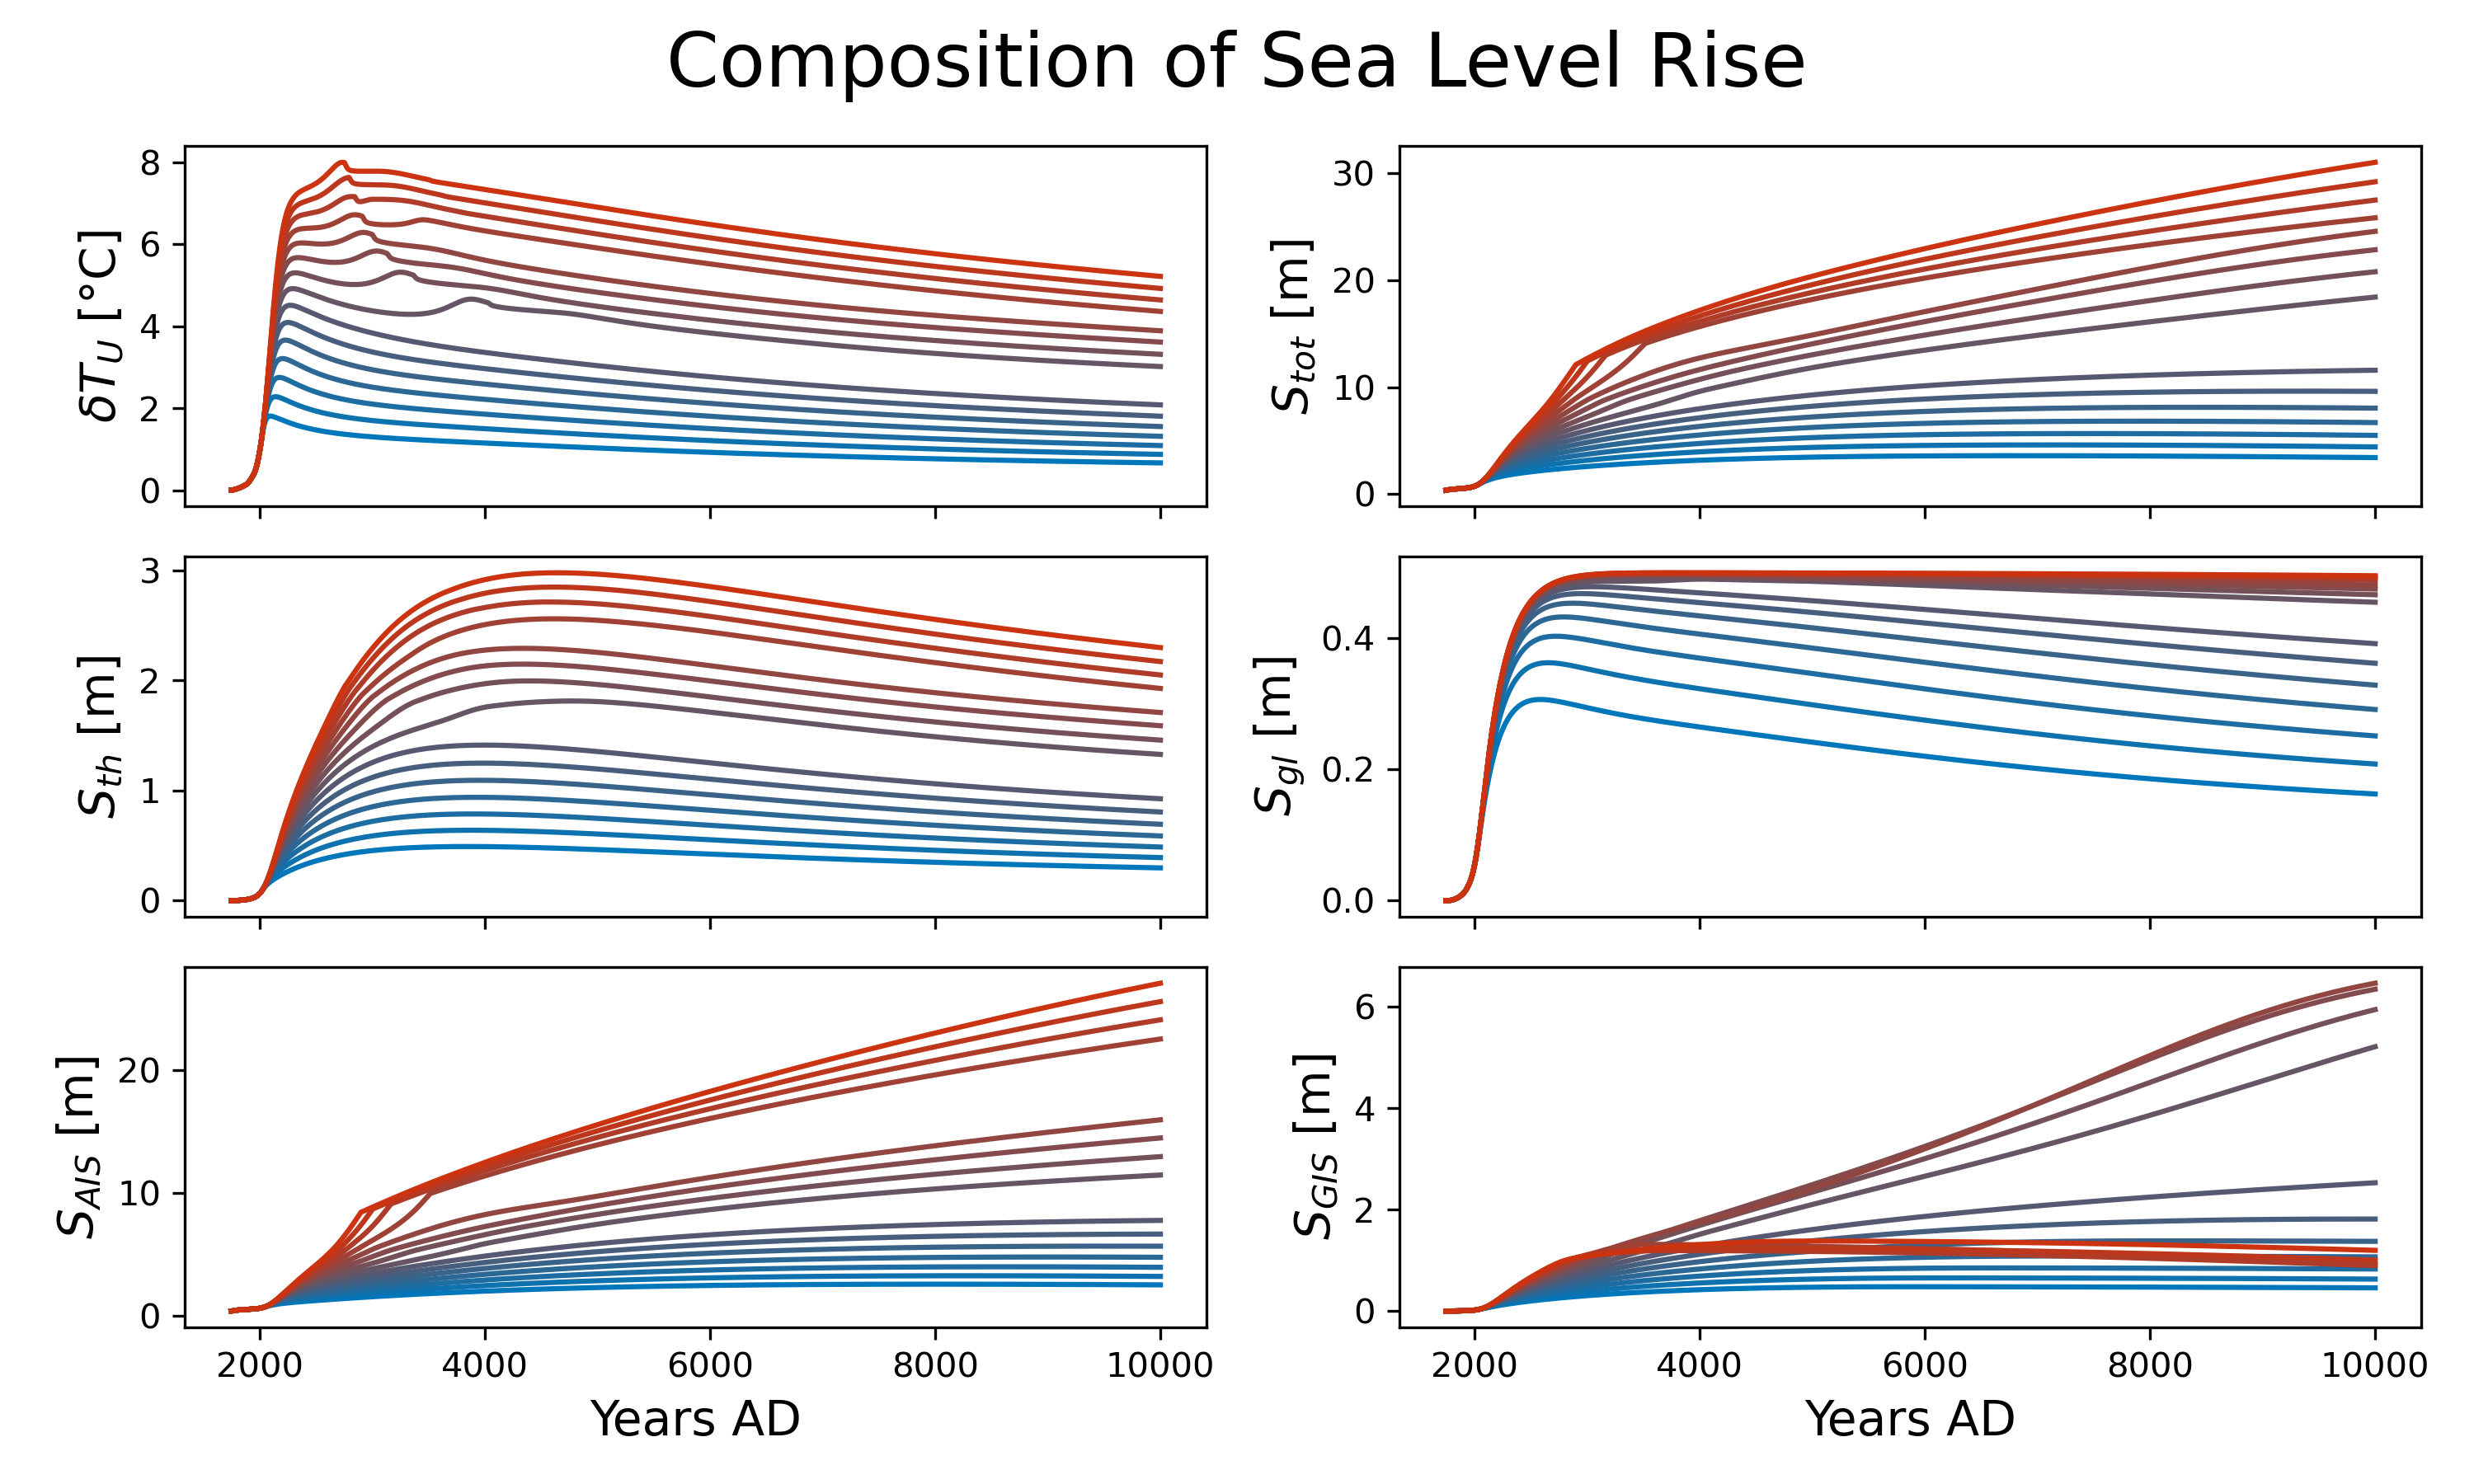 Composition of Sea Level Rise
δT_U [°C]
8
6
4
2
0
S_tot [m]
30
20
10
0
S_th [m]
3
2
1
0
S_gl [m]
0.4
0.2
0.0
S_AIS [m]
20
10
0
2000 4000 6000 8000 10000
Years AD
S_GIS [m]
6
4
2
0
2000 4000 6000 8000 10000
Years AD